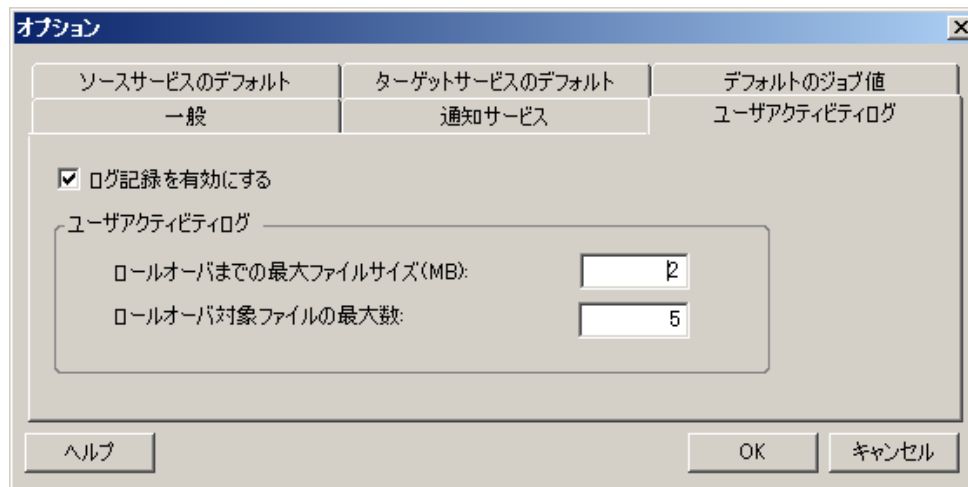 オプション
ソースサービスのデフォルト ターゲットサービスのデフォルト デフォルトのジョブ値
一般 通知サービス ユーザアクティビティログ
ログ記録を有効にする
ユーザアクティビティログ
ロールオーバまでの最大ファイルサイズ(MB): 2
ロールオーバ対象ファイルの最大数: 5
ヘルプ OK キャンセル